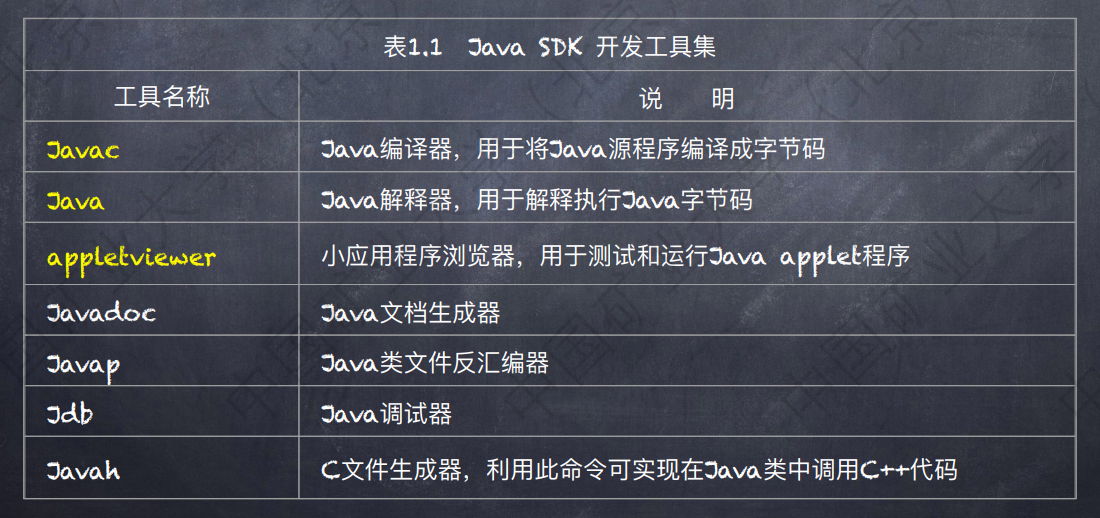 表1.1 Java SDK 开发工具集
工具名称 说 明
Javac Java编译器，用于将Java源程序编译成字节码
Java Java解释器，用于解释执行Java字节码
appletviewer 小应用程序浏览器，用于测试和运行Java applet程序
Javadoc Java文档生成器
Javap Java类文件反汇编器
Jdb Java调试器
Javah C文件生成器，利用此命令可实现在Java类中调用C++代码